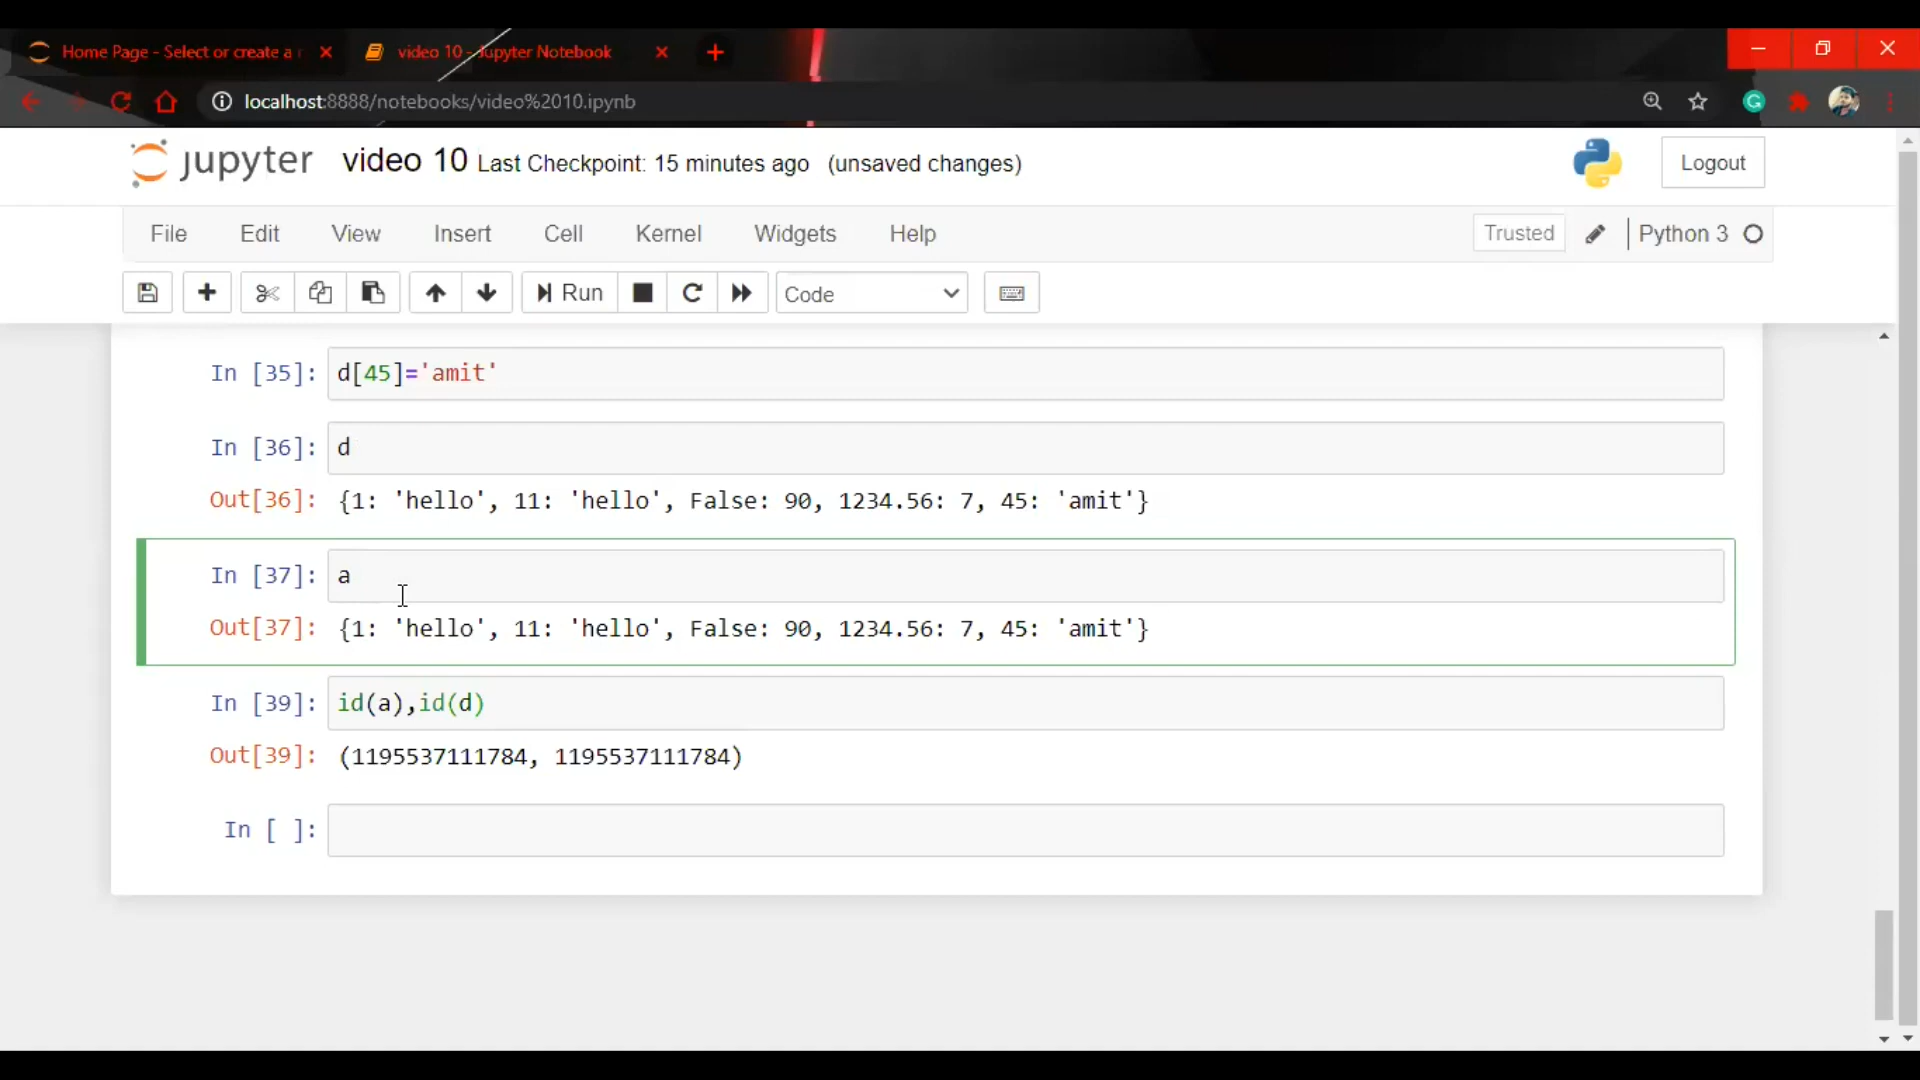 Home Page - Select or create a n
video 10 - Jupyter Notebook
localhost:8888/notebooks/video%2010.ipynb
jupyter video 10 Last Checkpoint: 15 minutes ago (unsaved changes)
Logout
File Edit View Insert Cell Kernel Widgets Help
Trusted Python 3
Run Code
In [35]: d[45]='amit'
In [36]: d
Out[36]: {1: 'hello', 11: 'hello', False: 90, 1234.56: 7, 45: 'amit'}
In [37]: a
Out[37]: {1: 'hello', 11: 'hello', False: 90, 1234.56: 7, 45: 'amit'}
In [39]: id(a),id(d)
Out[39]: (1195537111784, 1195537111784)
In [ ]: